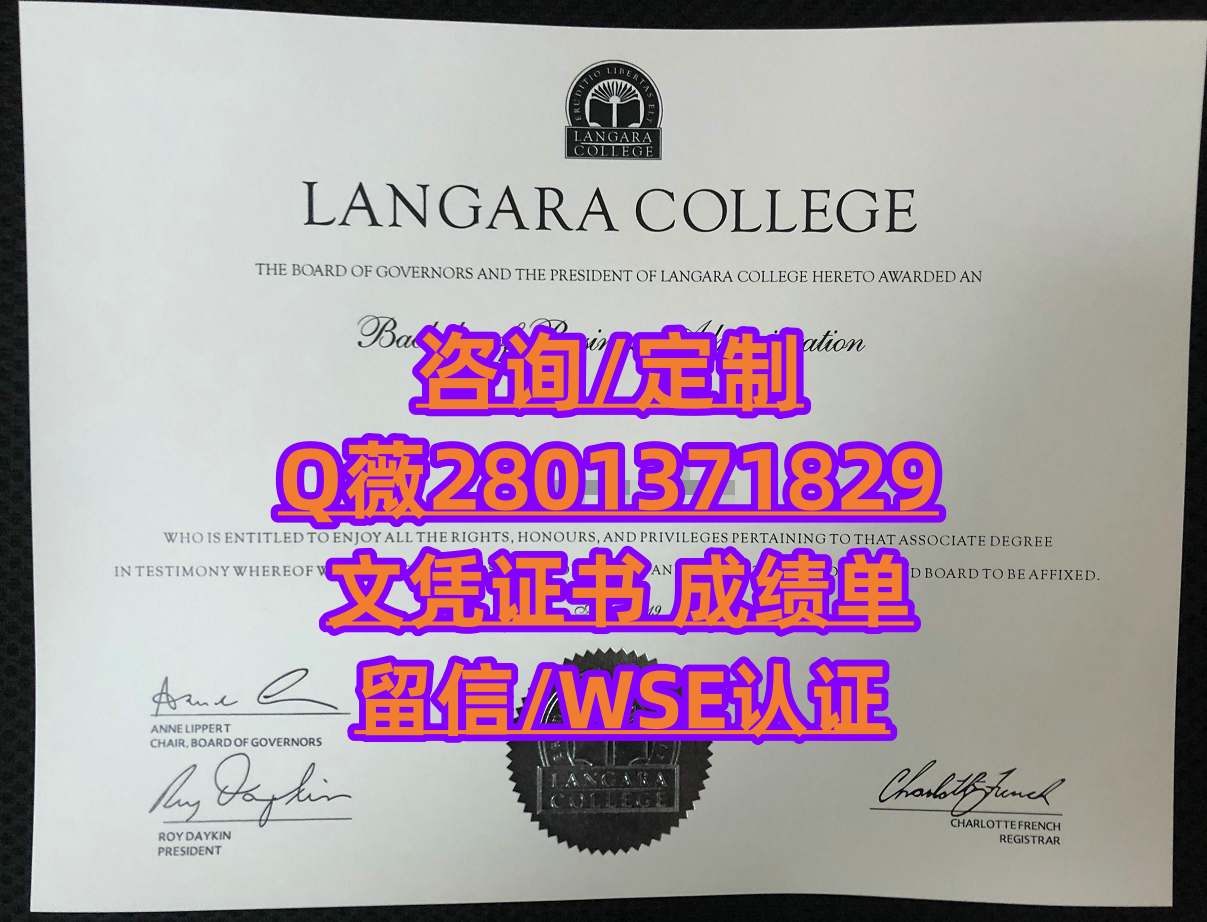 ERUDITIO LIBERTAS EST
LANGARA
COLLEGE
LANGARA COLLEGE
THE BOARD OF GOVERNORS AND THE PRESIDENT OF LANGARA COLLEGE HERETO AWARDED AN
咨询/定制
Q薇2801371829
WHO IS ENTITLED TO ENJOY ALL THE RIGHTS, HONOURS, AND PRIVILEGES PERTAINING TO THAT ASSOCIATE DEGREE
IN TESTIMONY WHEREOF BOARD TO BE AFFIXED.
文凭证书 成绩单
留信/WSE认证
ANNE LIPPERT
CHAIR, BOARD OF GOVERNORS
LANGARA
COLLEGE
ROY DAYKIN
PRESIDENT
CHARLOTTE FRENCH
REGISTRAR